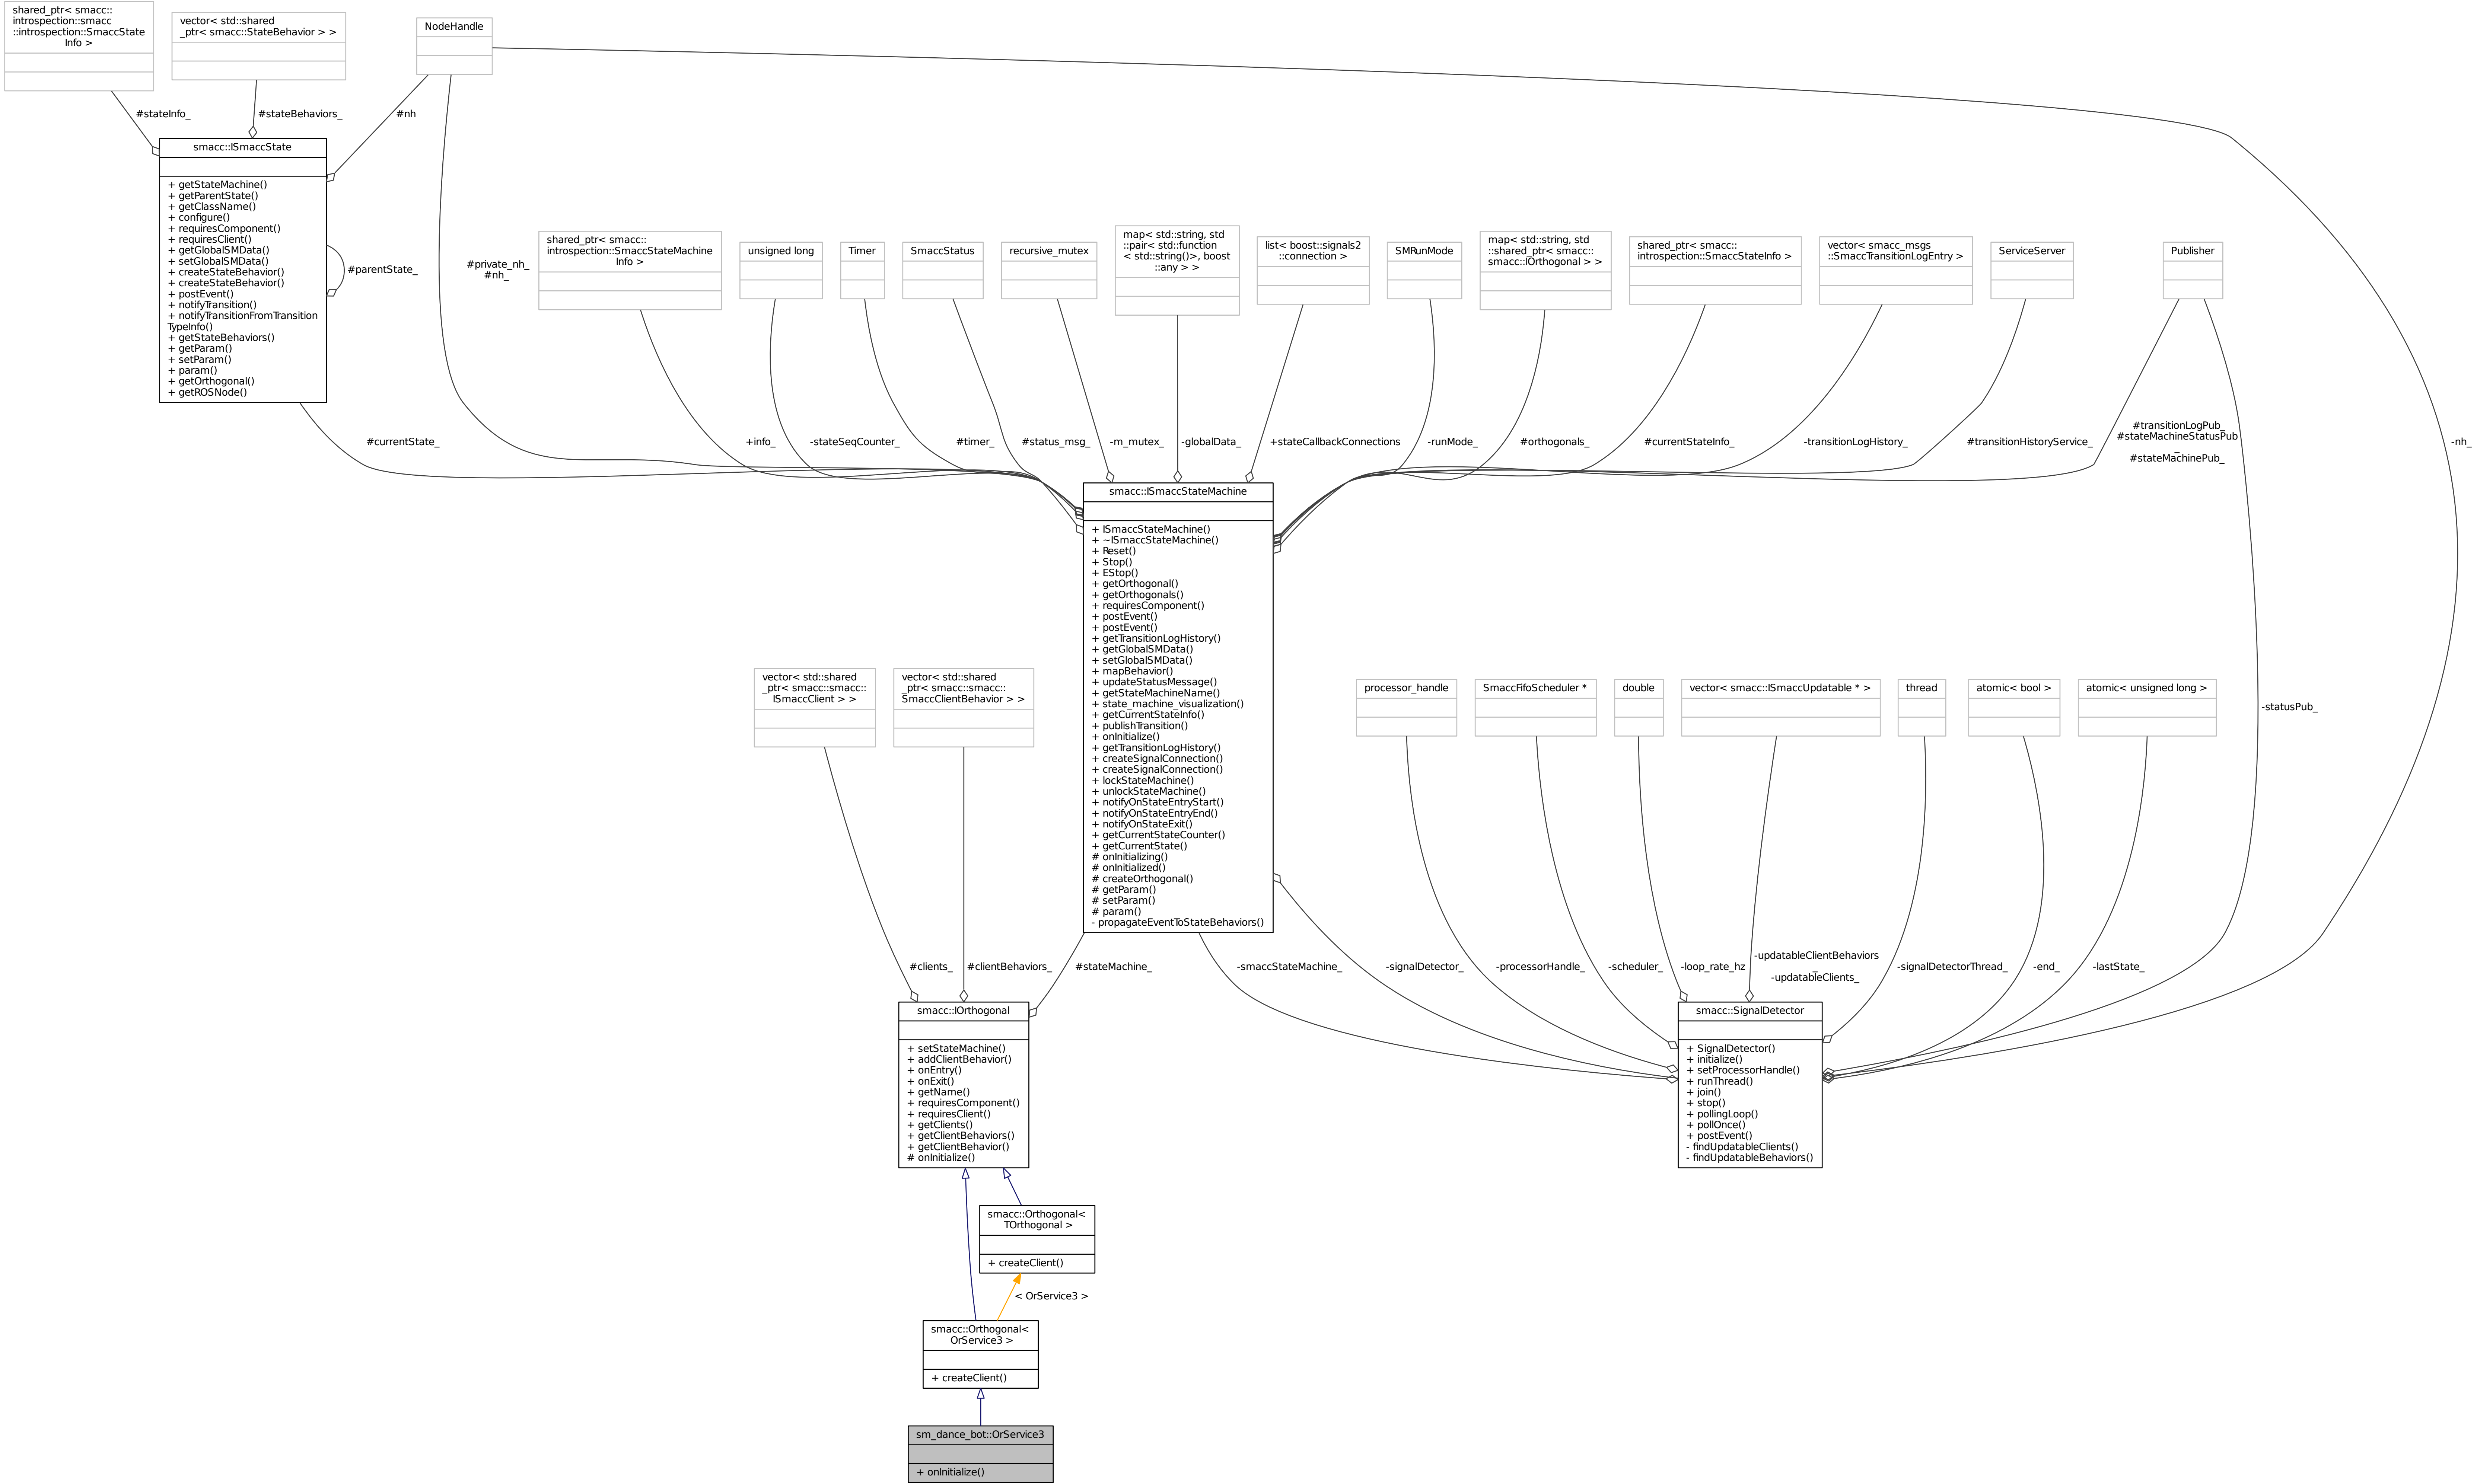 shared_ptr< smacc::
introspection::smacc
::introspection::SmaccState
Info >
vector< std::shared
_ptr< smacc::StateBehavior > >
NodeHandle
#stateInfo_
#stateBehaviors_
#nh
smacc::ISmaccState
+ getStateMachine()
+ getParentState()
+ getClassName()
+ configure()
+ requiresComponent()
+ requiresClient()
+ getGlobalSMData()
+ setGlobalSMData()
+ createStateBehavior()
+ createStateBehavior()
+ postEvent()
+ notifyTransition()
+ notifyTransitionFromTransition
TypeInfo()
+ getStateBehaviors()
+ getParam()
+ setParam()
+ param()
+ getOrthogonal()
+ getROSNode()
#parentState_
#private_nh_
#nh_
shared_ptr< smacc::
introspection::SmaccStateMachine
Info >
unsigned long
Timer
SmaccStatus
recursive_mutex
map< std::string, std
::pair< std::function
< std::string()>, boost
::any > >
list< boost::signals2
::connection >
SMRunMode
map< std::string, std
::shared_ptr< smacc::
smacc::IOrthogonal > >
shared_ptr< smacc::
introspection::SmaccStateInfo >
vector< smacc_msgs
::SmaccTransitionLogEntry >
ServiceServer
Publisher
#currentState_
+info_
-stateSeqCounter_
#timer_
#status_msg_
-m_mutex_
-globalData_
+stateCallbackConnections
-runMode_
#orthogonals_
#currentStateInfo_
-transitionLogHistory_
#transitionHistoryService_
#transitionLogPub_
#stateMachineStatusPub
_
#stateMachinePub_
-nh_
smacc::ISmaccStateMachine
+ ISmaccStateMachine()
+ ~ISmaccStateMachine()
+ Reset()
+ Stop()
+ EStop()
+ getOrthogonal()
+ getOrthogonals()
+ requiresComponent()
+ postEvent()
+ postEvent()
+ getTransitionLogHistory()
+ getGlobalSMData()
+ setGlobalSMData()
+ mapBehavior()
+ updateStatusMessage()
+ getStateMachineName()
+ state_machine_visualization()
+ getCurrentStateInfo()
+ publishTransition()
+ onInitialize()
+ getTransitionLogHistory()
+ createSignalConnection()
+ createSignalConnection()
+ lockStateMachine()
+ unlockStateMachine()
+ notifyOnStateEntryStart()
+ notifyOnStateEntryEnd()
+ notifyOnStateExit()
+ getCurrentStateCounter()
+ getCurrentState()
# onInitializing()
# onInitialized()
# createOrthogonal()
# getParam()
# setParam()
# param()
- propagateEventToStateBehaviors()
vector< std::shared
_ptr< smacc::smacc::
ISmaccClient > >
vector< std::shared
_ptr< smacc::smacc::
SmaccClientBehavior > >
processor_handle
SmaccFifoScheduler *
double
vector< smacc::ISmaccUpdatable * >
thread
atomic< bool >
atomic< unsigned long >
-statusPub_
#clients_
#clientBehaviors_
#stateMachine_
-smaccStateMachine_
-signalDetector_
-processorHandle_
-scheduler_
-loop_rate_hz
-updatableClientBehaviors
_
-updatableClients_
-signalDetectorThread_
-end_
-lastState_
smacc::IOrthogonal
+ setStateMachine()
+ addClientBehavior()
+ onEntry()
+ onExit()
+ getName()
+ requiresComponent()
+ requiresClient()
+ getClients()
+ getClientBehaviors()
+ getClientBehavior()
# onInitialize()
smacc::SignalDetector
+ SignalDetector()
+ initialize()
+ setProcessorHandle()
+ runThread()
+ join()
+ stop()
+ pollingLoop()
+ pollOnce()
+ postEvent()
- findUpdatableClients()
- findUpdatableBehaviors()
smacc::Orthogonal<
TOrthogonal >
+ createClient()
< OrService3 >
smacc::Orthogonal<
OrService3 >
+ createClient()
sm_dance_bot::OrService3
+ onInitialize()